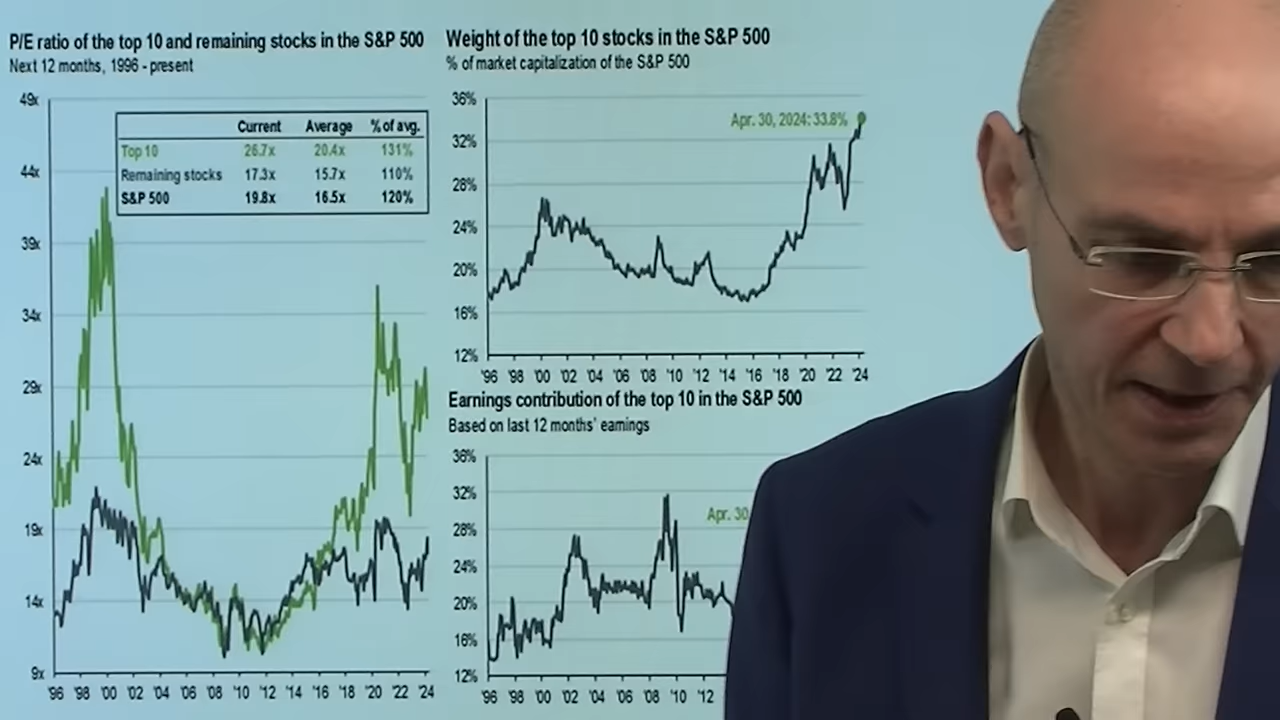 P/E ratio of the top 10 and remaining stocks in the S&P 500
Next 12 months, 1996 - present
49x
44x
39x
34x
29x
24x
19x
14x
9x
Current Average % of avg.
Top 10 26.7x 20.4x 131%
Remaining stocks 17.3x 15.7x 110%
S&P 500 19.8x 16.5x 120%
'96 '98 '00 '02 '04 '06 '08 '10 '12 '14 '16 '18 '20 '22 '24
Weight of the top 10 stocks in the S&P 500
% of market capitalization of the S&P 500
36%
32%
28%
24%
20%
16%
12%
Apr. 30, 2024: 33.8%
'96 '98 '00 '02 '04 '06 '08 '10 '12 '14 '16 '18 '20 '22 '24
Earnings contribution of the top 10 in the S&P 500
Based on last 12 months' earnings
36%
32%
28%
24%
20%
16%
12%
Apr. 30
'96 '98 '00 '02 '04 '06 '08 '10 '12